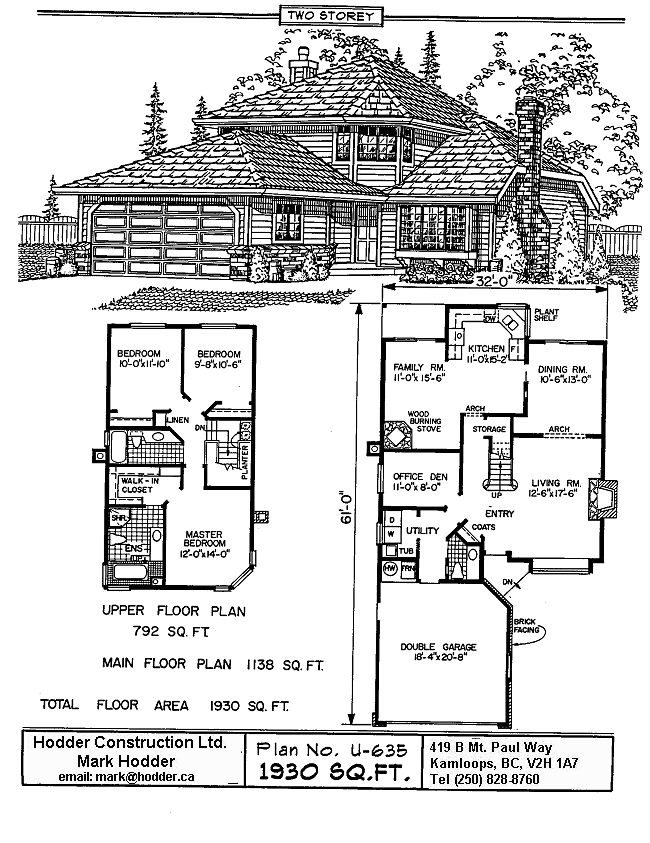 TWO STOREY
32'-0"
61'-0"
BEDROOM
10'-0"x11'-10"
BEDROOM
9'-8"x10'-6"
LINEN
DN
PLANTER
WALK-IN
CLOSET
SHR
ENS
UP
MASTER
BEDROOM
12'-0"x14'-0"
UPPER FLOOR PLAN
792 SQ. FT.
PLANT
SHELF
DW
KITCHEN
11'-0"x15'-2"
F
FAMILY RM.
11'-0"x 15'-6"
DINING RM.
10'-6"x13'-0"
WOOD
BURNING
STOVE
ARCH
STORAGE
ARCH
OFFICE DEN
11'-0"x 8'-0"
UP
LIVING RM.
12'-6"x17'-6"
ENTRY
D
W
UTILITY
COATS
TUB
HW
FRN
DN
BRICK
FACING
DOUBLE GARAGE
18'-4"x20'-8"
MAIN FLOOR PLAN 1138 SQ. FT.
TOTAL FLOOR AREA 1930 SQ. FT.
Hodder Construction Ltd.
Mark Hodder
email: mark@hodder.ca
Plan No. U-635
1930 SQ.FT.
419 B Mt. Paul Way
Kamloops, BC, V2H 1A7
Tel (250) 828-8760